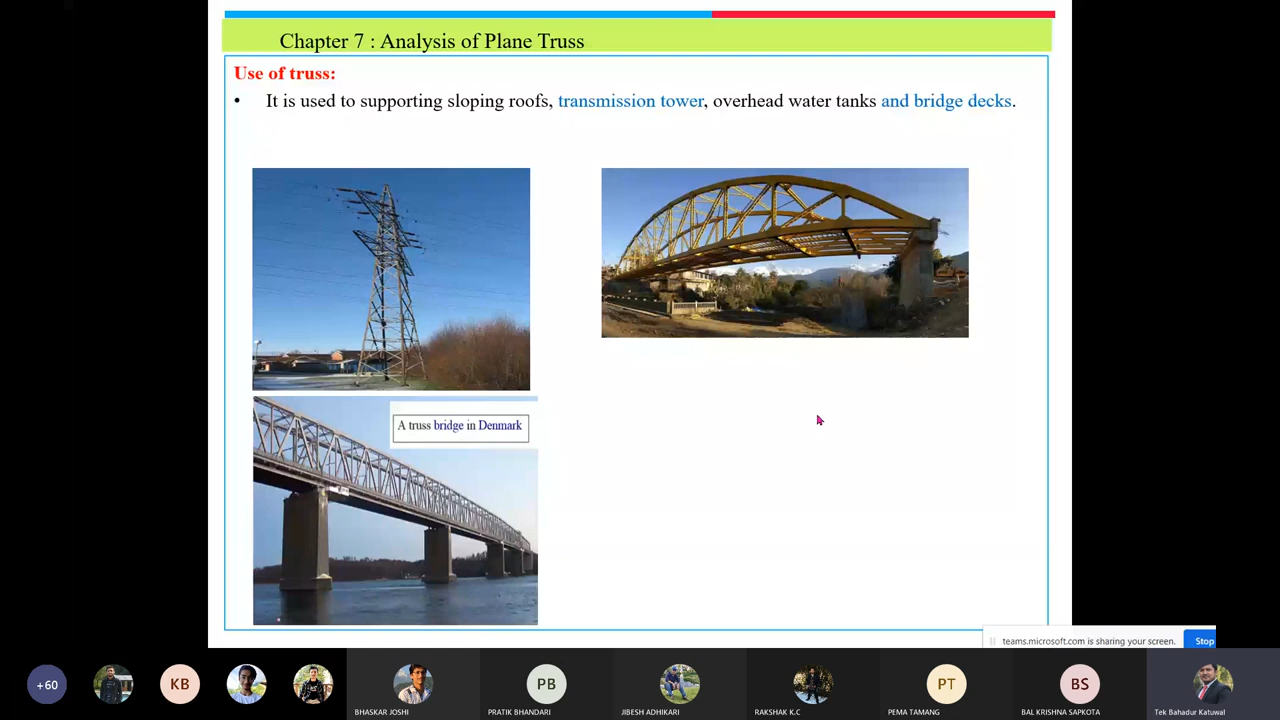 Chapter 7 : Analysis of Plane Truss
Use of truss:
• It is used to supporting sloping roofs, transmission tower, overhead water tanks and bridge decks.
A truss bridge in Denmark
teams.microsoft.com is sharing your screen. Stop
+60
KB
BHASKAR JOSHI
PB
PRATIK BHANDARI
JIBESH ADHIKARI
RAKSHAK K.C
PT
PEMA TAMANG
BS
BAL KRISHNA SAPKOTA
Tek Bahadur Katuwal